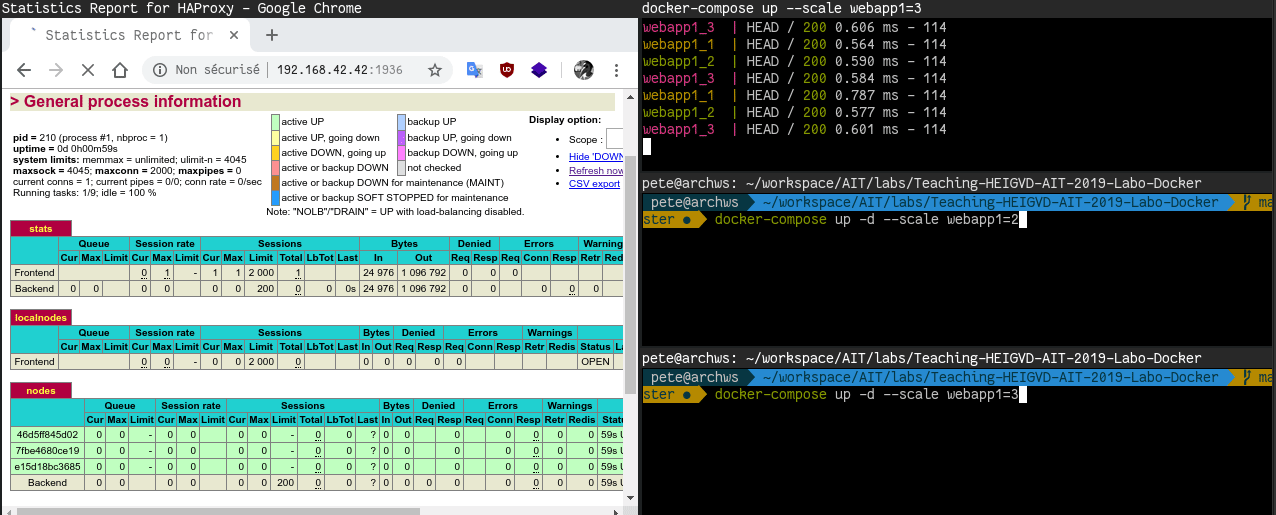 Statistics Report for HAProxy - Google Chrome
Statistics Report for
Non sécurisé | 192.168.42.42:1936
> General process information
pid = 210 (process #1, nbproc = 1)
uptime = 0d 0h00m59s
system limits: memmax = unlimited; ulimit-n = 4045
maxsock = 4045; maxconn = 2000; maxpipes = 0
current conns = 1; current pipes = 0/0; conn rate = 0/sec
Running tasks: 1/9; idle = 100 %
active UP backup UP
active UP, going down backup UP, going down
active DOWN, going up backup DOWN, going up
active or backup DOWN not checked
active or backup DOWN for maintenance (MAINT)
active or backup SOFT STOPPED for maintenance
Note: "NOLB"/"DRAIN" = UP with load-balancing disabled.
Display option:
• Scope :
• Hide 'DOWN
• Refresh now
• CSV export
stats
Queue Session rate Sessions Bytes Denied Errors Warning
Cur Max Limit Cur Max Limit Cur Max Limit Total LbTot Last In Out Req Resp Req Conn Resp Retr Redi
Frontend 0 1 - 1 1 2 000 1 24 976 1 096 792 0 0 0
Backend 0 0 0 0 0 0 200 0 0 0s 24 976 1 096 792 0 0 0 0 0
localnodes
Queue Session rate Sessions Bytes Denied Errors Warnings
Cur Max Limit Cur Max Limit Cur Max Limit Total LbTot Last In Out Req Resp Req Conn Resp Retr Redis Status
Frontend 0 0 - 0 0 2 000 0 0 0 0 0 0 OPEN
nodes
Queue Session rate Sessions Bytes Denied Errors Warnings
Cur Max Limit Cur Max Limit Cur Max Limit Total LbTot Last In Out Req Resp Req Conn Resp Retr Redis Statu
46d5ff845d02 0 0 - 0 0 0 0 - 0 0 ? 0 0 0 0 0 0 0 59s U
7fbe4680ce19 0 0 - 0 0 0 0 - 0 0 ? 0 0 0 0 0 0 0 59s U
e15d18bc3685 0 0 - 0 0 0 0 - 0 0 ? 0 0 0 0 0 0 0 59s U
Backend 0 0 0 0 0 0 200 0 0 ? 0 0 0 0 0 0 0 0 59s U
docker-compose up --scale webapp1=3
webapp1_3 | HEAD / 200 0.606 ms - 114
webapp1_1 | HEAD / 200 0.564 ms - 114
webapp1_2 | HEAD / 200 0.590 ms - 114
webapp1_3 | HEAD / 200 0.584 ms - 114
webapp1_1 | HEAD / 200 0.787 ms - 114
webapp1_2 | HEAD / 200 0.577 ms - 114
webapp1_3 | HEAD / 200 0.601 ms - 114
pete@archws: ~/workspace/AIT/labs/Teaching-HEIGVD-AIT-2019-Labo-Docker
pete@archws ~/workspace/AIT/labs/Teaching-HEIGVD-AIT-2019-Labo-Docker ma
ster ● docker-compose up -d --scale webapp1=2
pete@archws: ~/workspace/AIT/labs/Teaching-HEIGVD-AIT-2019-Labo-Docker
pete@archws ~/workspace/AIT/labs/Teaching-HEIGVD-AIT-2019-Labo-Docker ma
ster ● docker-compose up -d --scale webapp1=3